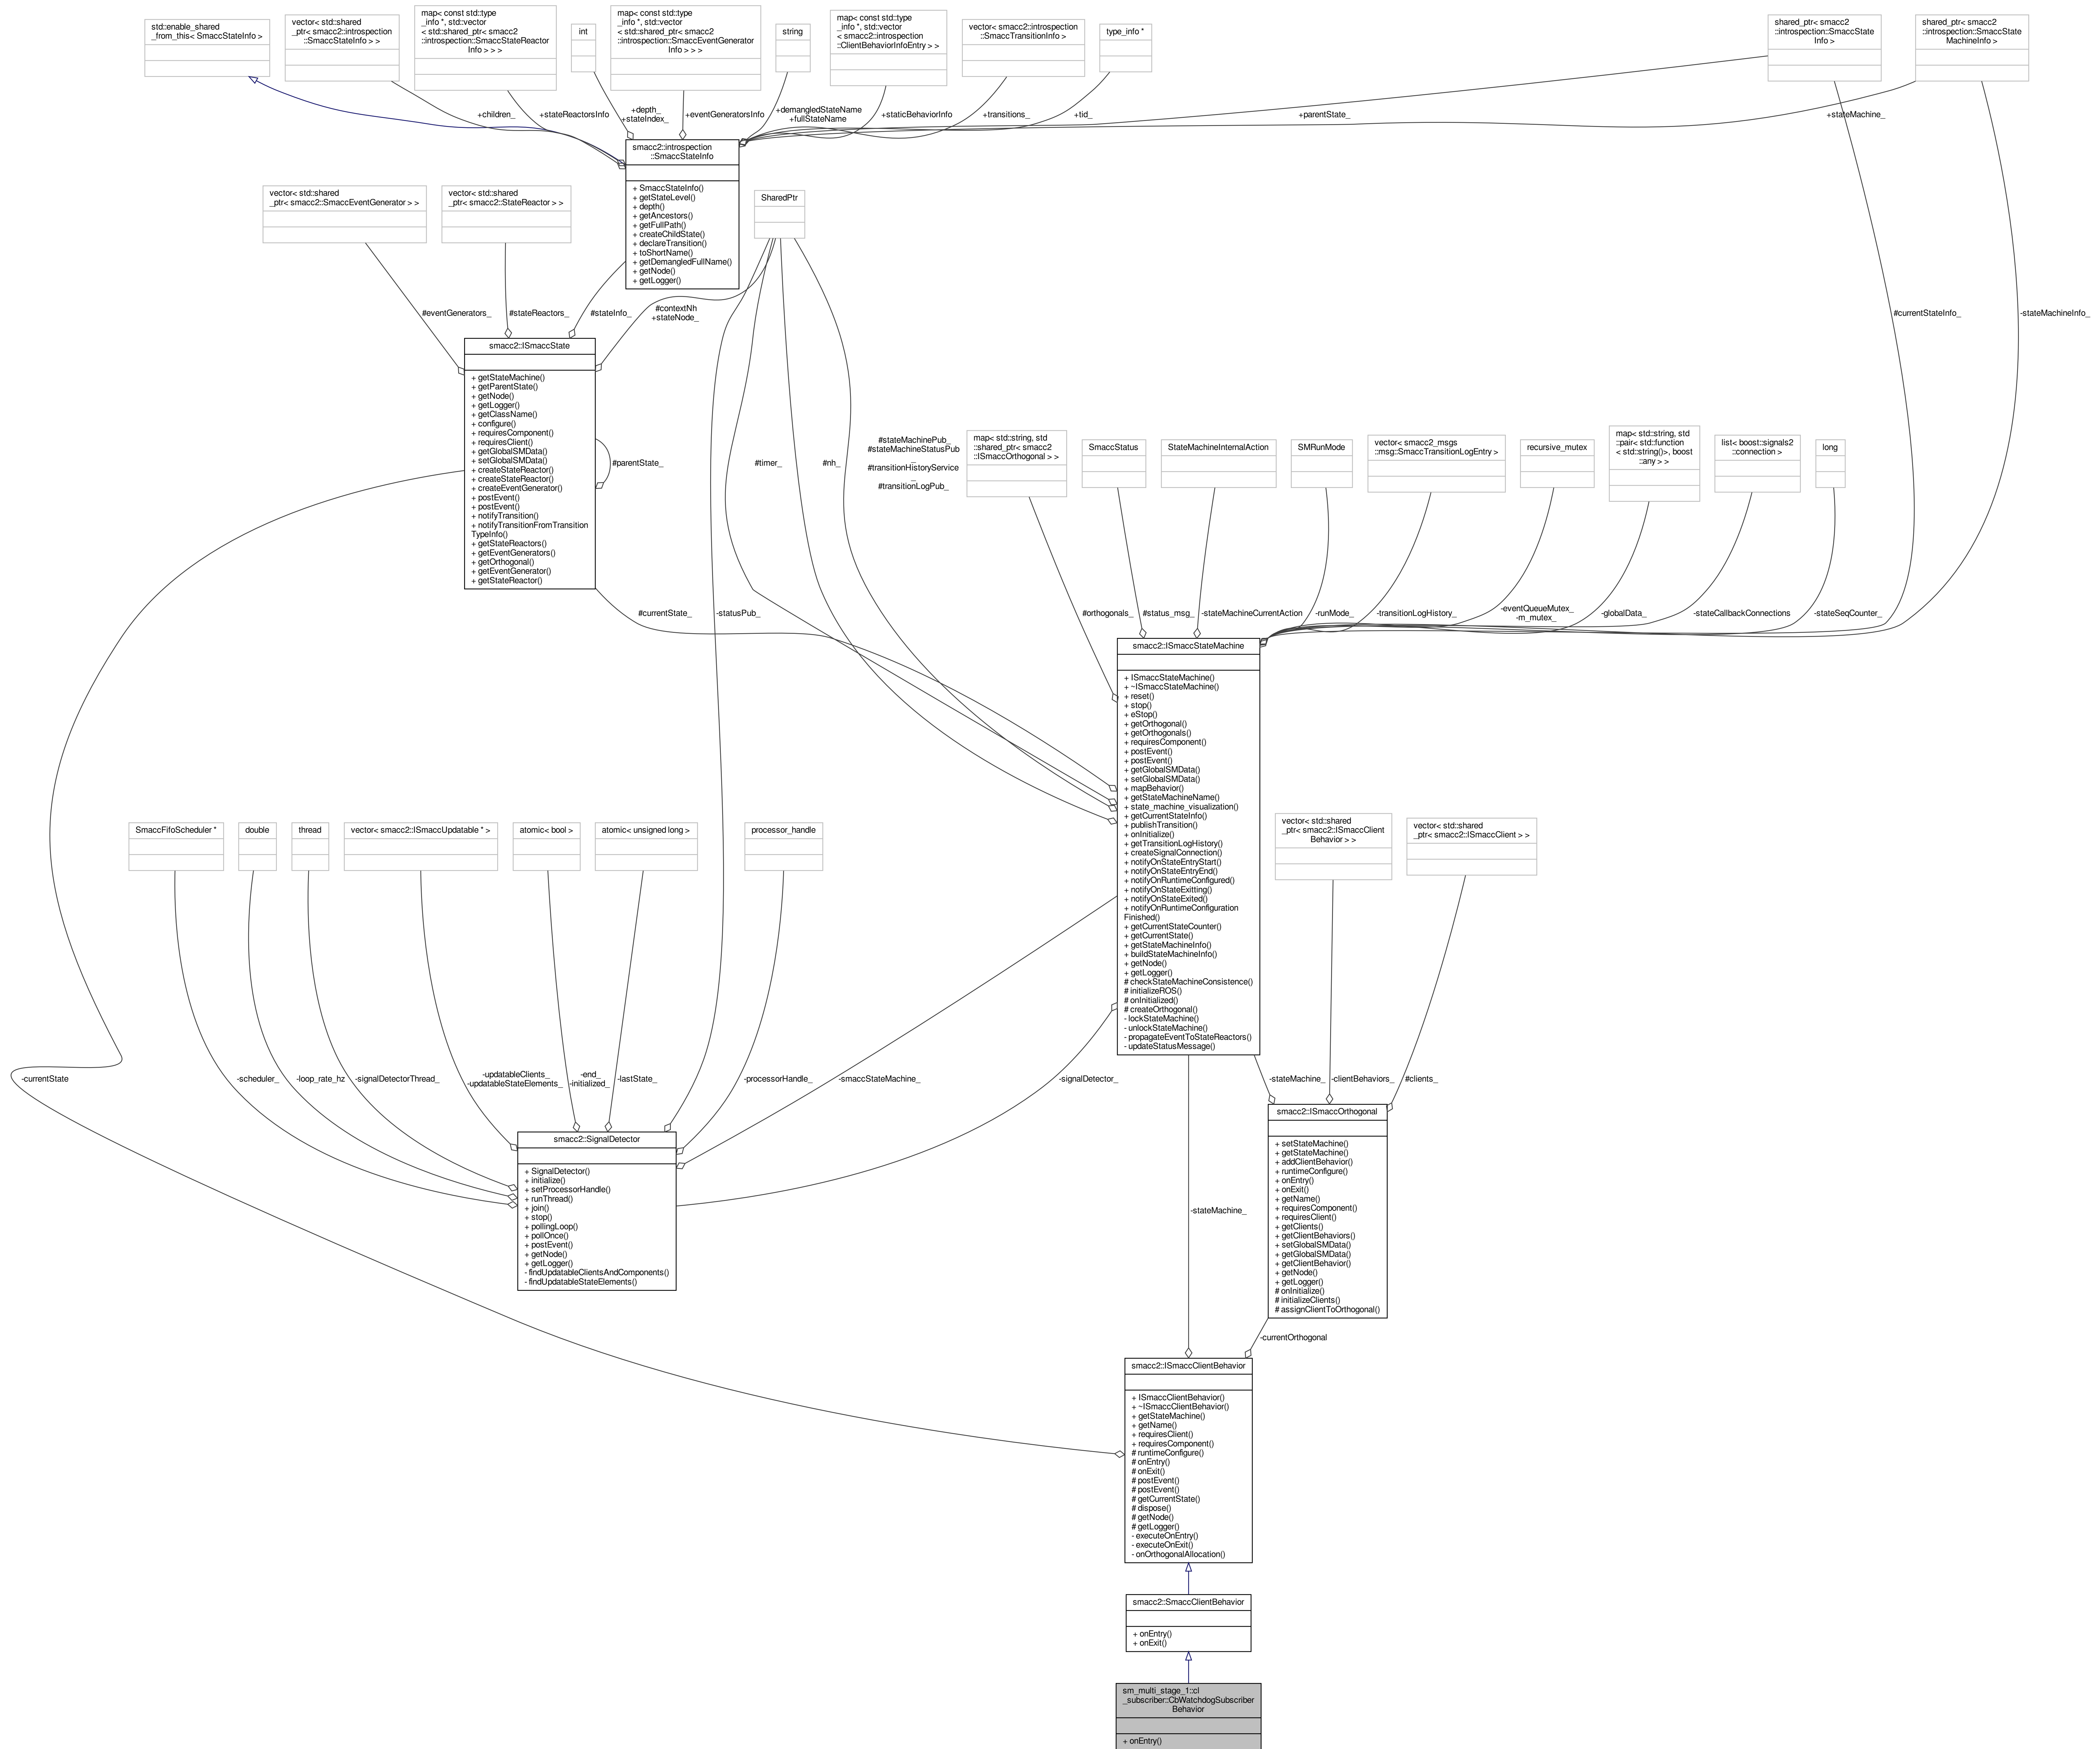 std::enable_shared
_from_this< SmaccStateInfo >
vector< std::shared
_ptr< smacc2::introspection
::SmaccStateInfo > >
map< const std::type
_info *, std::vector
< std::shared_ptr< smacc2
::introspection::SmaccStateReactor
Info > > >
int
map< const std::type
_info *, std::vector
< std::shared_ptr< smacc2
::introspection::SmaccEventGenerator
Info > > >
string
map< const std::type
_info *, std::vector
< smacc2::introspection
::ClientBehaviorInfoEntry > >
vector< smacc2::introspection
::SmaccTransitionInfo >
type_info *
shared_ptr< smacc2
::introspection::SmaccState
Info >
shared_ptr< smacc2
::introspection::SmaccState
MachineInfo >
+children_
+stateReactorsInfo
+depth_
+stateIndex_
+eventGeneratorsInfo
+demangledStateName
+fullStateName
+staticBehaviorInfo
+transitions_
+tid_
+parentState_
+stateMachine_
smacc2::introspection
::SmaccStateInfo
+ SmaccStateInfo()
+ getStateLevel()
+ depth()
+ getAncestors()
+ getFullPath()
+ createChildState()
+ declareTransition()
+ toShortName()
+ getDemangledFullName()
+ getNode()
+ getLogger()
vector< std::shared
_ptr< smacc2::SmaccEventGenerator > >
vector< std::shared
_ptr< smacc2::StateReactor > >
SharedPtr
#eventGenerators_
#stateReactors_
#stateInfo_
#contextNh
+stateNode_
#currentStateInfo_
-stateMachineInfo_
smacc2::ISmaccState
+ getStateMachine()
+ getParentState()
+ getNode()
+ getLogger()
+ getClassName()
+ configure()
+ requiresComponent()
+ requiresClient()
+ getGlobalSMData()
+ setGlobalSMData()
+ createStateReactor()
+ createStateReactor()
+ createEventGenerator()
+ postEvent()
+ postEvent()
+ notifyTransition()
+ notifyTransitionFromTransition
TypeInfo()
+ getStateReactors()
+ getEventGenerators()
+ getOrthogonal()
+ getEventGenerator()
+ getStateReactor()
#parentState_
#timer_
#nh_
#stateMachinePub_
#stateMachineStatusPub
_
#transitionHistoryService
_
#transitionLogPub_
map< std::string, std
::shared_ptr< smacc2
::ISmaccOrthogonal > >
SmaccStatus
StateMachineInternalAction
SMRunMode
vector< smacc2_msgs
::msg::SmaccTransitionLogEntry >
recursive_mutex
map< std::string, std
::pair< std::function
< std::string()>, boost
::any > >
list< boost::signals2
::connection >
long
#currentState_
-statusPub_
#orthogonals_
#status_msg_
-stateMachineCurrentAction
-runMode_
-transitionLogHistory_
-eventQueueMutex_
-m_mutex_
-globalData_
-stateCallbackConnections
-stateSeqCounter_
smacc2::ISmaccStateMachine
+ ISmaccStateMachine()
+ ~ISmaccStateMachine()
+ reset()
+ stop()
+ eStop()
+ getOrthogonal()
+ getOrthogonals()
+ requiresComponent()
+ postEvent()
+ postEvent()
+ getGlobalSMData()
+ setGlobalSMData()
+ mapBehavior()
+ getStateMachineName()
+ state_machine_visualization()
+ getCurrentStateInfo()
+ publishTransition()
+ onInitialize()
+ getTransitionLogHistory()
+ createSignalConnection()
+ notifyOnStateEntryStart()
+ notifyOnStateEntryEnd()
+ notifyOnRuntimeConfigured()
+ notifyOnStateExitting()
+ notifyOnStateExited()
+ notifyOnRuntimeConfiguration
Finished()
+ getCurrentStateCounter()
+ getCurrentState()
+ getStateMachineInfo()
+ buildStateMachineInfo()
+ getNode()
+ getLogger()
# checkStateMachineConsistence()
# initializeROS()
# onInitialized()
# createOrthogonal()
- lockStateMachine()
- unlockStateMachine()
- propagateEventToStateReactors()
- updateStatusMessage()
SmaccFifoScheduler *
double
thread
vector< smacc2::ISmaccUpdatable * >
atomic< bool >
atomic< unsigned long >
processor_handle
vector< std::shared
_ptr< smacc2::ISmaccClient
Behavior > >
vector< std::shared
_ptr< smacc2::ISmaccClient > >
-currentState
-scheduler_
-loop_rate_hz
-signalDetectorThread_
-updatableClients_
-updatableStateElements_
-end_
-initialized_
-lastState_
-processorHandle_
-smaccStateMachine_
-signalDetector_
-stateMachine_
-clientBehaviors_
#clients_
smacc2::SignalDetector
+ SignalDetector()
+ initialize()
+ setProcessorHandle()
+ runThread()
+ join()
+ stop()
+ pollingLoop()
+ pollOnce()
+ postEvent()
+ getNode()
+ getLogger()
- findUpdatableClientsAndComponents()
- findUpdatableStateElements()
smacc2::ISmaccOrthogonal
+ setStateMachine()
+ getStateMachine()
+ addClientBehavior()
+ runtimeConfigure()
+ onEntry()
+ onExit()
+ getName()
+ requiresComponent()
+ requiresClient()
+ getClients()
+ getClientBehaviors()
+ setGlobalSMData()
+ getGlobalSMData()
+ getClientBehavior()
+ getNode()
+ getLogger()
# onInitialize()
# initializeClients()
# assignClientToOrthogonal()
-stateMachine_
-currentOrthogonal
smacc2::ISmaccClientBehavior
+ ISmaccClientBehavior()
+ ~ISmaccClientBehavior()
+ getStateMachine()
+ getName()
+ requiresClient()
+ requiresComponent()
# runtimeConfigure()
# onEntry()
# onExit()
# postEvent()
# postEvent()
# getCurrentState()
# dispose()
# getNode()
# getLogger()
- executeOnEntry()
- executeOnExit()
- onOrthogonalAllocation()
smacc2::SmaccClientBehavior
+ onEntry()
+ onExit()
sm_multi_stage_1::cl
_subscriber::CbWatchdogSubscriber
Behavior
+ onEntry()